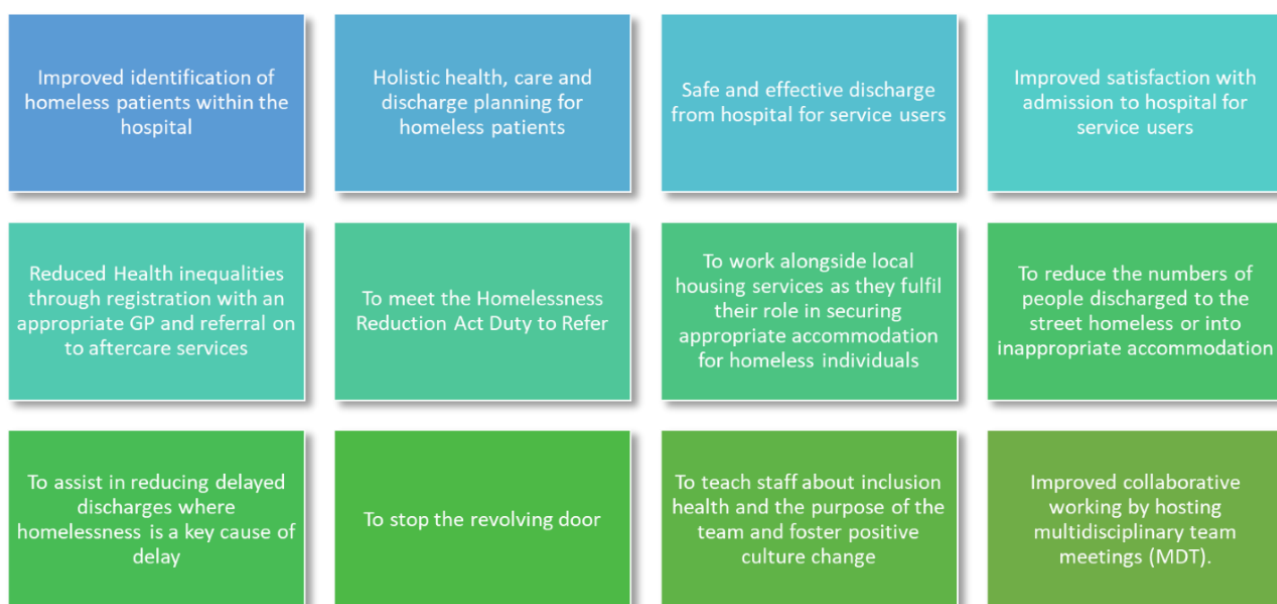 Improved identification of
homeless patients within the
hospital
Holistic health, care and
discharge planning for
homeless patients
Safe and effective discharge
from hospital for service users
Improved satisfaction with
admission to hospital for
service users
Reduced Health inequalities
through registration with an
appropriate GP and referral on
to aftercare services
To meet the Homelessness
Reduction Act Duty to Refer
To work alongside local
housing services as they fulfil
their role in securing
appropriate accommodation
for homeless individuals
To reduce the numbers of
people discharged to the
street homeless or into
inappropriate accommodation
To assist in reducing delayed
discharges where
homelessness is a key cause of
delay
To stop the revolving door
To teach staff about inclusion
health and the purpose of the
team and foster positive
culture change
Improved collaborative
working by hosting
multidisciplinary team
meetings (MDT).